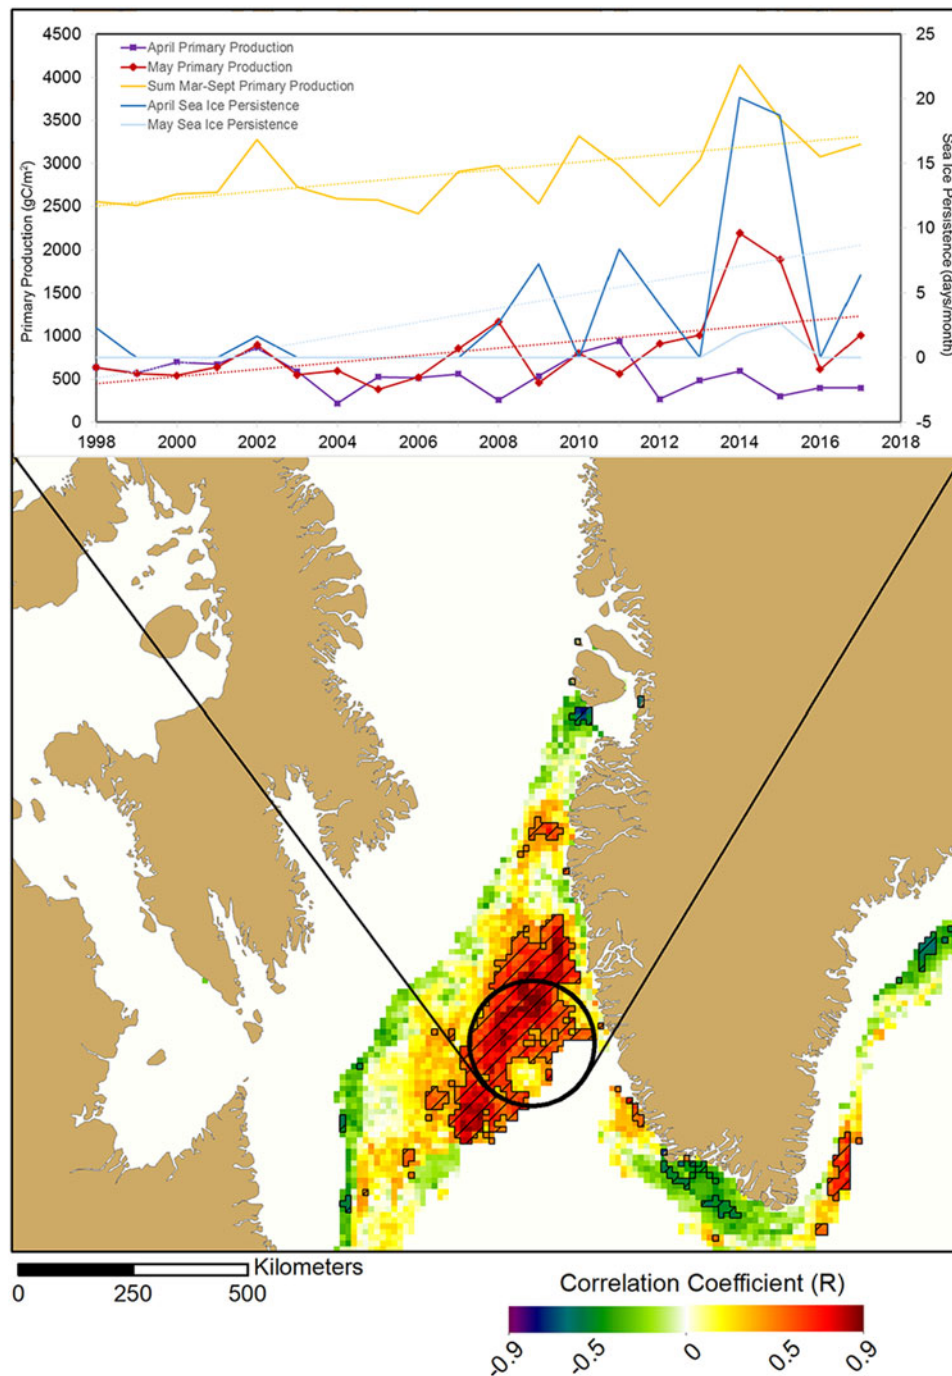 4500
4000
3500
3000
2500
2000
1500
1000
500
0
Primary Production (gC/m²)
April Primary Production
May Primary Production
Sum Mar-Sept Primary Production
April Sea Ice Persistence
May Sea Ice Persistence
25
20
15
10
5
0
-5
Sea Ice Persistence (days/month)
1998 2000 2002 2004 2006 2008 2010 2012 2014 2016 2018
Kilometers
0 250 500
Correlation Coefficient (R)
-0.9 -0.5 0 0.5 0.9